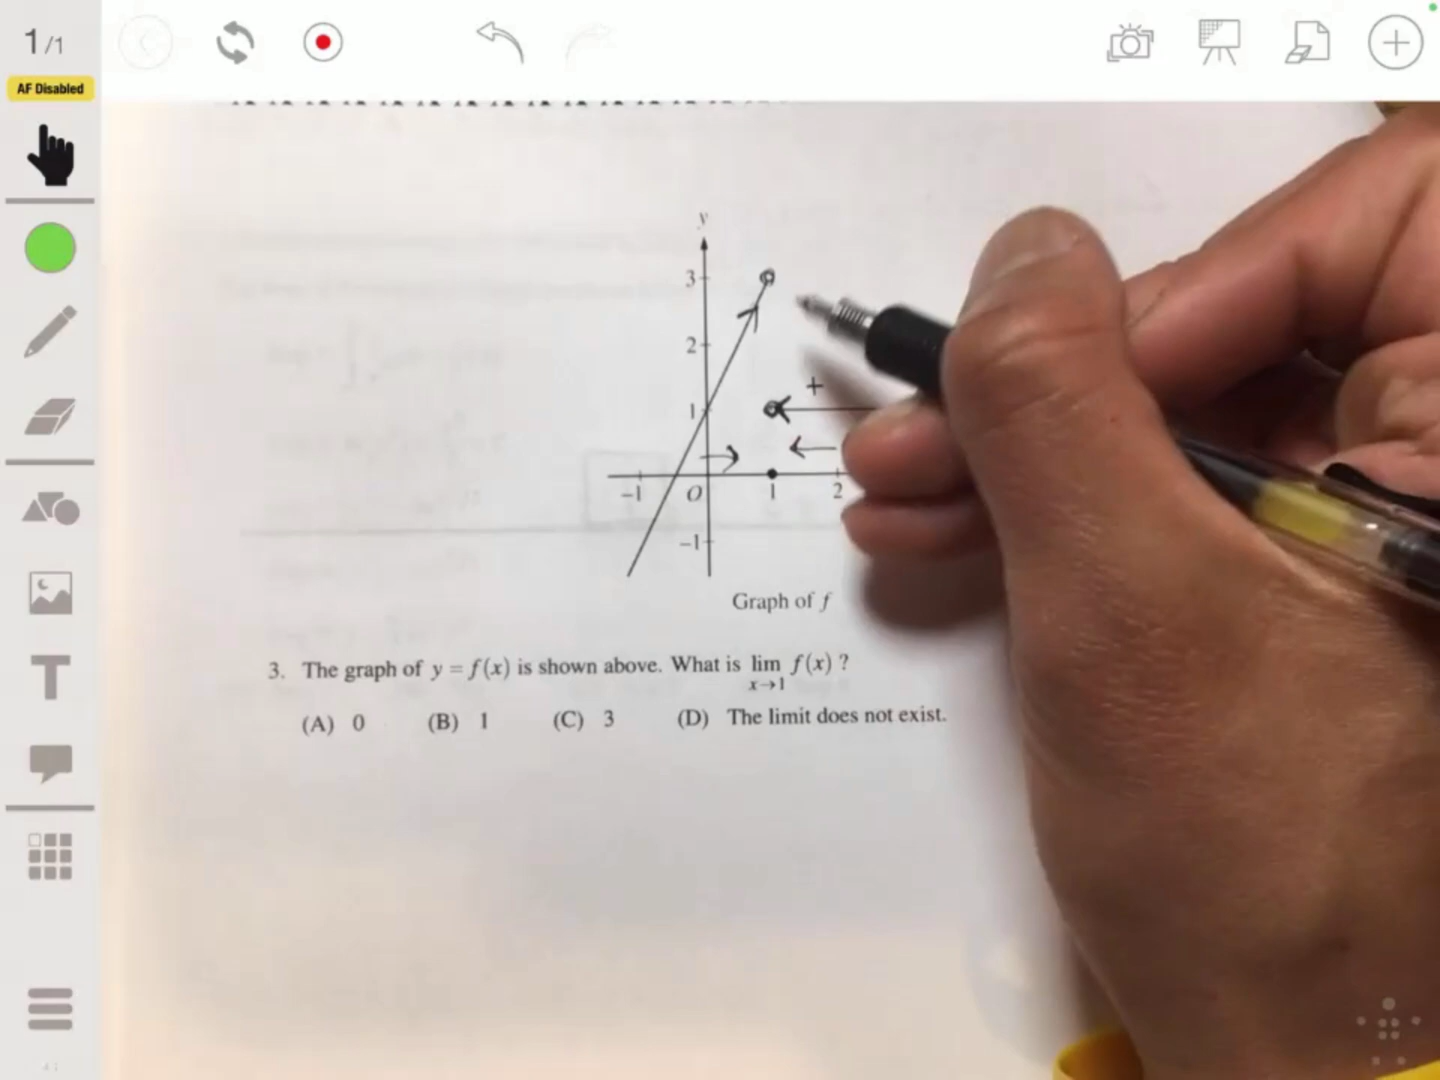 1/1
AF Disabled
y
3
2
+
1
-1
O
1
2
-1
Graph of f
3. The graph of y = f(x) is shown above. What is lim f(x) ?
x→1
(A) 0 (B) 1 (C) 3 (D) The limit does not exist.
T